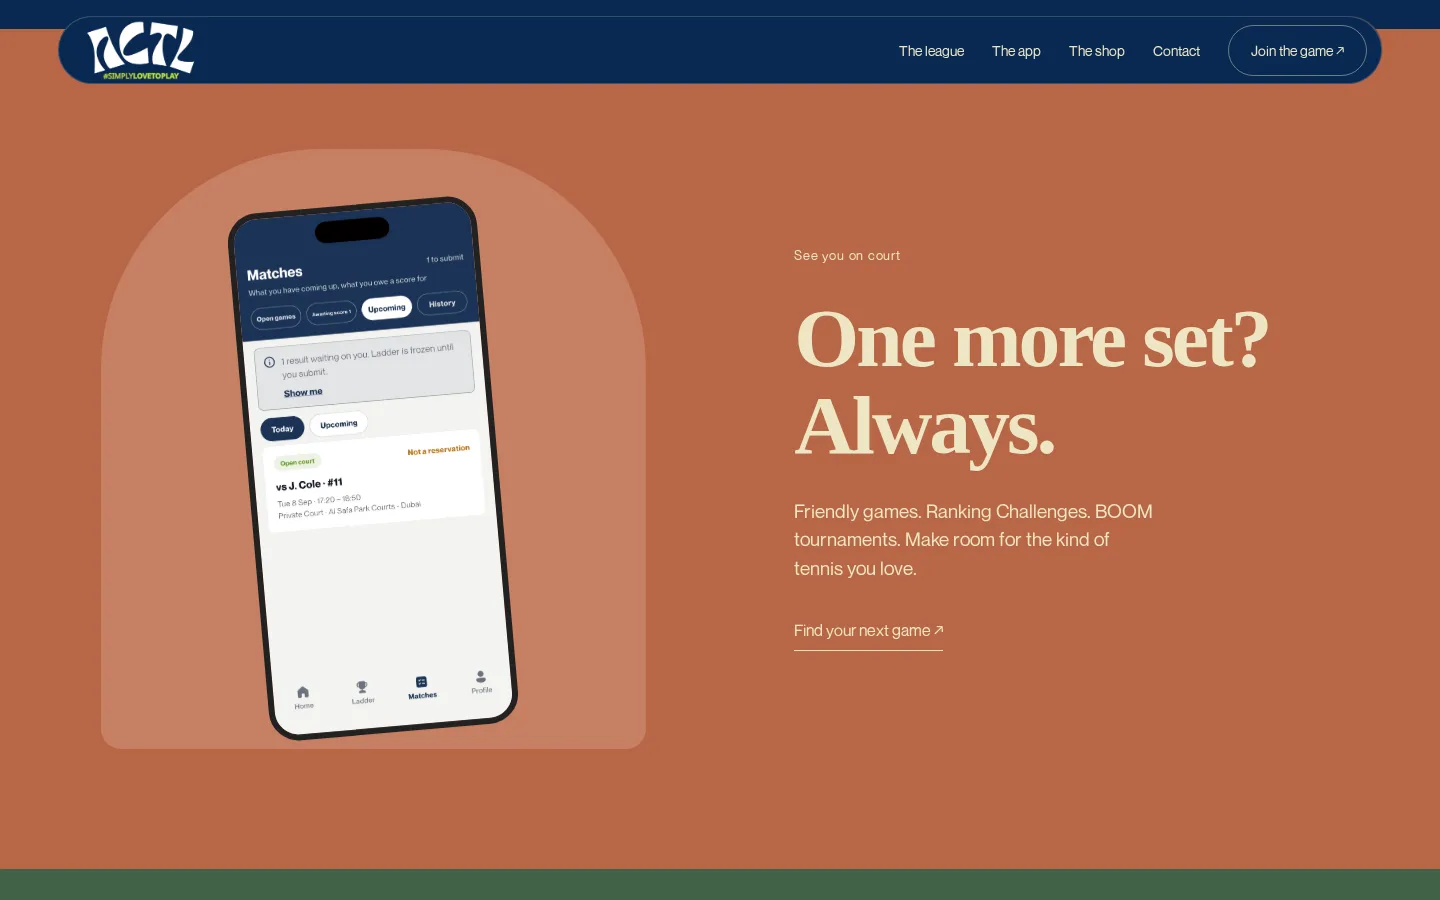 ACTL
#SIMPLYLOVETOPLAY
The league
The app
The shop
Contact
Join the game ↗
Matches
1 to submit
What you have coming up, what you owe a score for
Open games
Awaiting score 1
Upcoming
History
1 result waiting on you. Ladder is frozen until
you submit.
Show me
Today
Upcoming
Open court
Not a reservation
vs J. Cole · #11
Tue 8 Sep · 17:20 – 18:50
Private Court · Al Safa Park Courts · Dubai
Home
Ladder
Matches
Profile
See you on court
One more set?
Always.
Friendly games. Ranking Challenges. BOOM
tournaments. Make room for the kind of
tennis you love.
Find your next game ↗